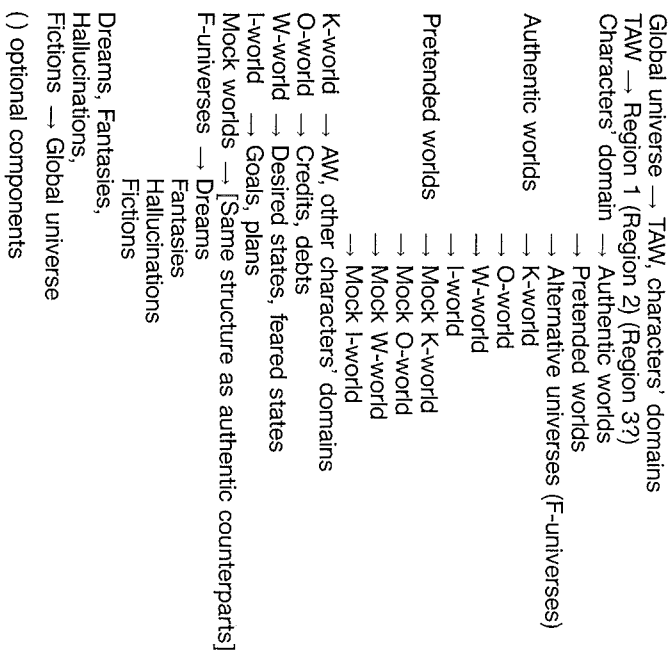 Global universe → TAW, characters' domains
TAW → Region 1 (Region 2) (Region 3?)
Characters' domain → Authentic worlds
→ Pretended worlds
→ Alternative universes (F-universes)
Authentic worlds → K-world
→ O-world
→ W-world
→ I-world
Pretended worlds → Mock K-world
→ Mock O-world
→ Mock W-world
→ Mock I-world
K-world → AW, other characters' domains
O-world → Credits, debts
W-world → Desired states, feared states
I-world → Goals, plans
Mock worlds → [Same structure as authentic counterparts]
F-universes → Dreams
Fantasies
Hallucinations
Fictions
Dreams, Fantasies,
Hallucinations,
Fictions → Global universe
( ) optional components